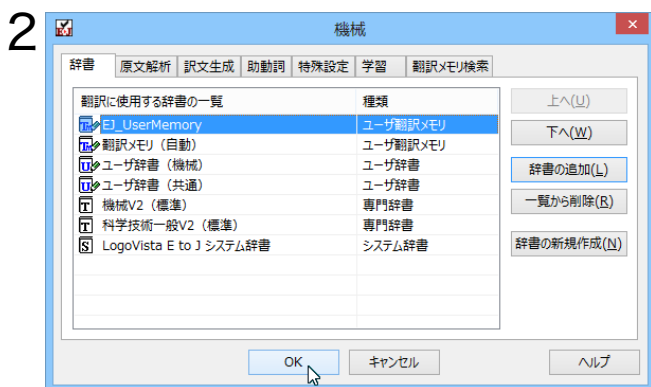 2
機械
辞書 原文解析 訳文生成 助動詞 特殊設定 学習 翻訳メモリ検索
翻訳に使用する辞書の一覧 種類
EJ_UserMemory ユーザ翻訳メモリ
翻訳メモリ（自動） ユーザ翻訳メモリ
ユーザ辞書（機械） ユーザ辞書
ユーザ辞書（共通） ユーザ辞書
機械V2（標準） 専門辞書
科学技術一般V2（標準） 専門辞書
LogoVista E to J システム辞書 システム辞書
上へ(U)
下へ(W)
辞書の追加(L)
一覧から削除(R)
辞書の新規作成(N)
OK キャンセル ヘルプ